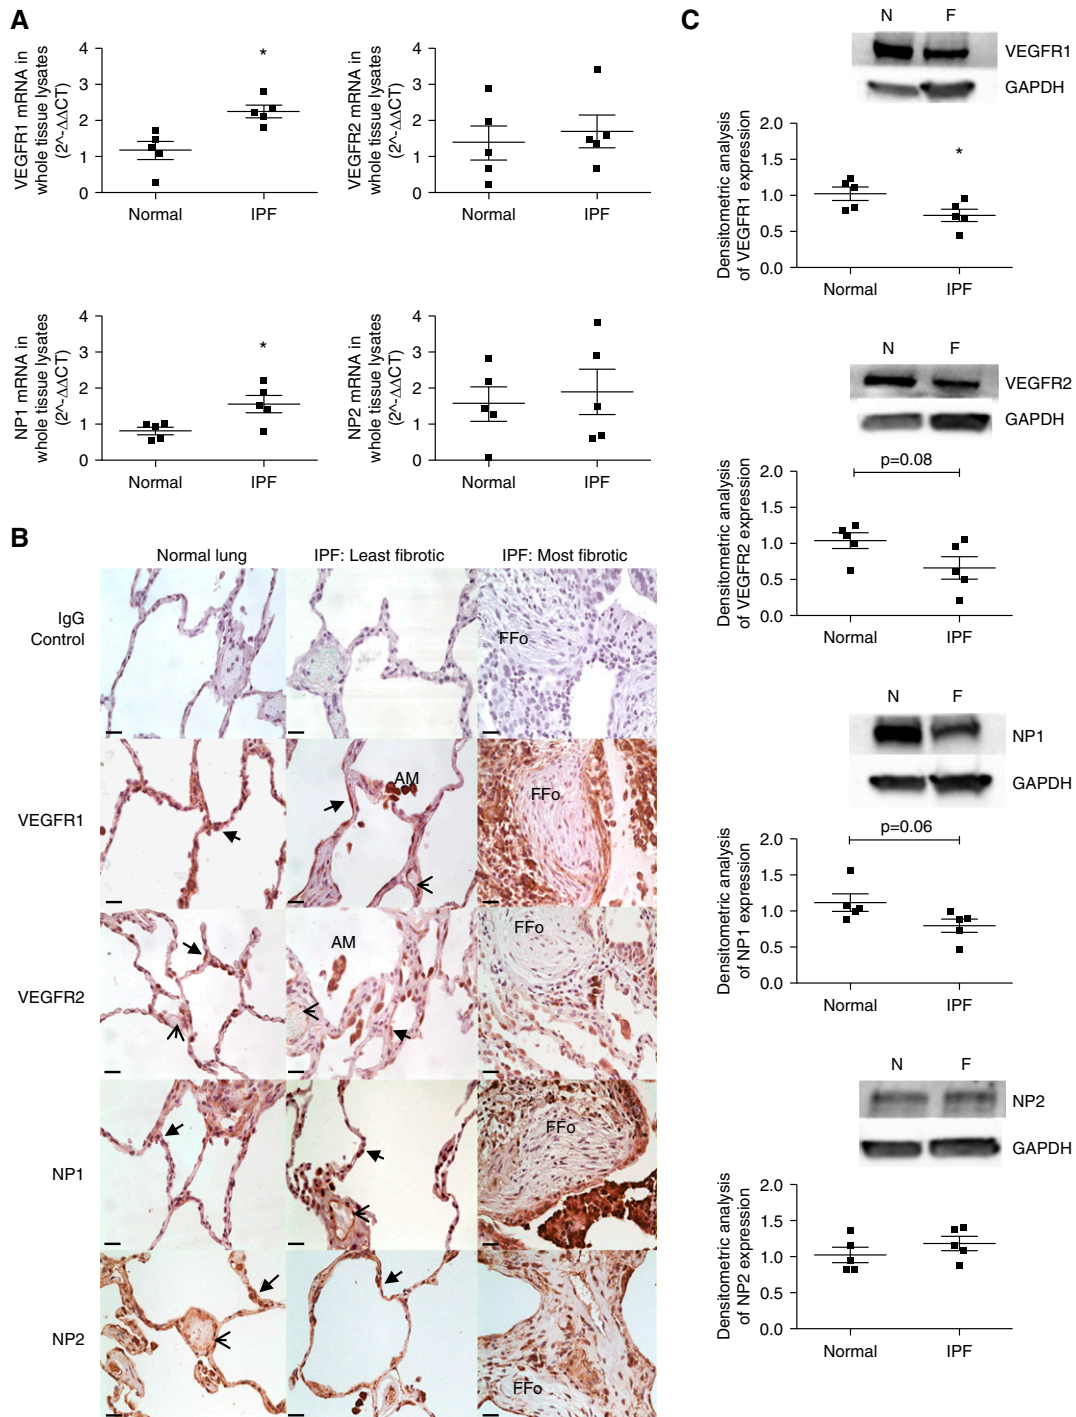 A
VEGFR1 mRNA in
whole tissue lysates
(2^-ΔΔCT)
4
3
2
1
0
*
Normal
IPF
VEGFR2 mRNA in
whole tissue lysates
(2^-ΔΔCT)
4
3
2
1
0
Normal
IPF
NP1 mRNA in
whole tissue lysates
(2^-ΔΔCT)
4
3
2
1
0
*
Normal
IPF
NP2 mRNA in
whole tissue lysates
(2^-ΔΔCT)
4
3
2
1
0
Normal
IPF
B
Normal lung
IPF: Least fibrotic
IPF: Most fibrotic
IgG
Control
FFo
VEGFR1
AM
FFo
VEGFR2
AM
FFo
NP1
FFo
NP2
FFo
C
N
F
VEGFR1
GAPDH
Densitometric analysis
of VEGFR1 expression
2.0
1.5
1.0
0.5
0.0
*
Normal
IPF
N
F
VEGFR2
GAPDH
Densitometric analysis
of VEGFR2 expression
2.0
1.5
1.0
0.5
0.0
p=0.08
Normal
IPF
N
F
NP1
GAPDH
Densitometric analysis
of NP1 expression
2.0
1.5
1.0
0.5
0.0
p=0.06
Normal
IPF
N
F
NP2
GAPDH
Densitometric analysis
of NP2 expression
2.0
1.5
1.0
0.5
0.0
Normal
IPF